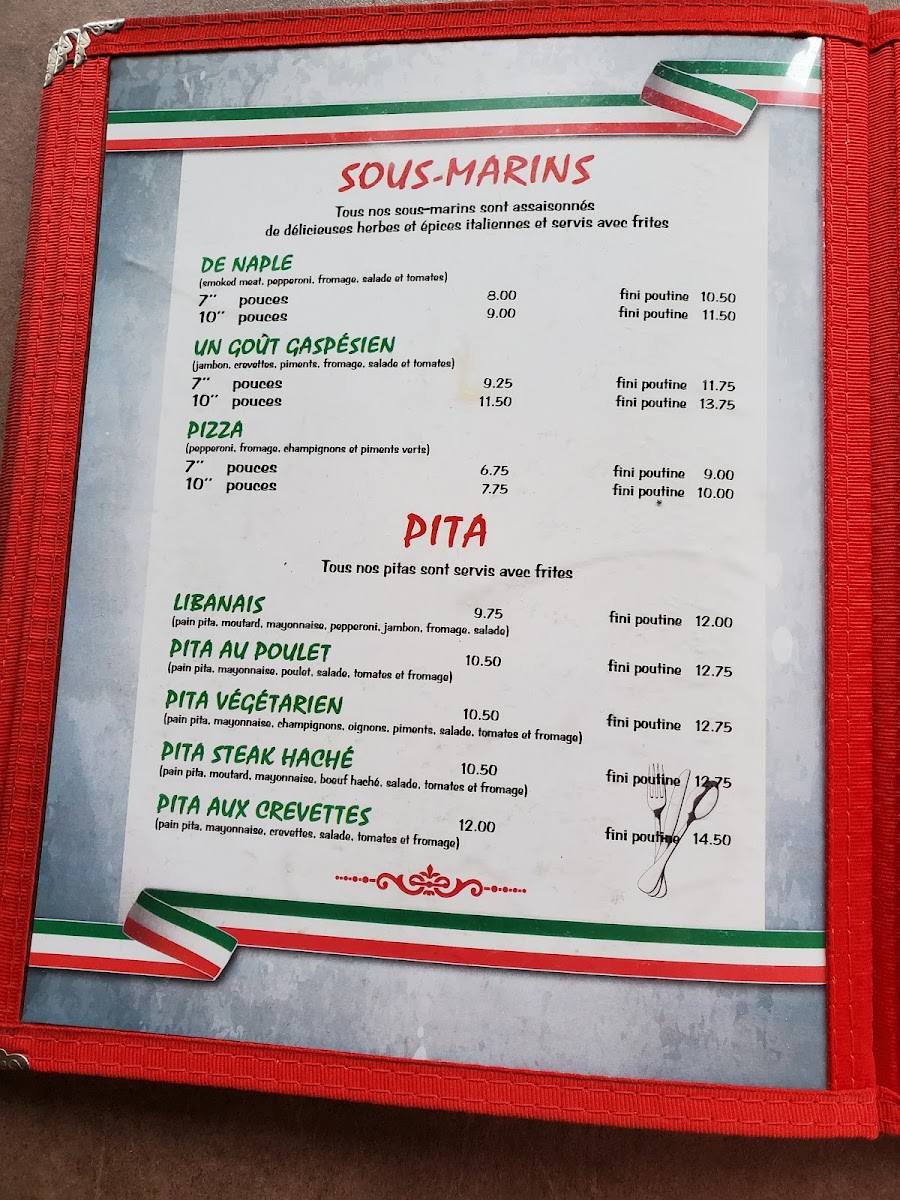 SOUS-MARINS
Tous nos sous-marins sont assaisonnés
de délicieuses herbes et épices italiennes et servis avec frites
DE NAPLE
(smoked meat, pepperoni, fromage, salade et tomates)
7" pouces 8.00 fini poutine 10.50
10" pouces 9.00 fini poutine 11.50
UN GOÛT GASPÉSIEN
(jambon, crevettes, piments, fromage, salade et tomates)
7" pouces 9.25 fini poutine 11.75
10" pouces 11.50 fini poutine 13.75
PIZZA
(pepperoni, fromage, champignons et piments verts)
7" pouces 6.75 fini poutine 9.00
10" pouces 7.75 fini poutine 10.00
PITA
Tous nos pitas sont servis avec frites
LIBANAIS 9.75 fini poutine 12.00
(pain pita, moutard, mayonnaise, pepperoni, jambon, fromage, salade)
PITA AU POULET 10.50 fini poutine 12.75
(pain pita, mayonnaise, poulet, salade, tomates et fromage)
PITA VÉGÉTARIEN 10.50 fini poutine 12.75
(pain pita, mayonnaise, champignons, oignons, piments, salade, tomates et fromage)
PITA STEAK HACHÉ 10.50 fini poutine 12.75
(pain pita, moutard, mayonnaise, boeuf haché, salade, tomates et fromage)
PITA AUX CREVETTES 12.00 fini poutine 14.50
(pain pita, mayonnaise, crevettes, salade, tomates et fromage)